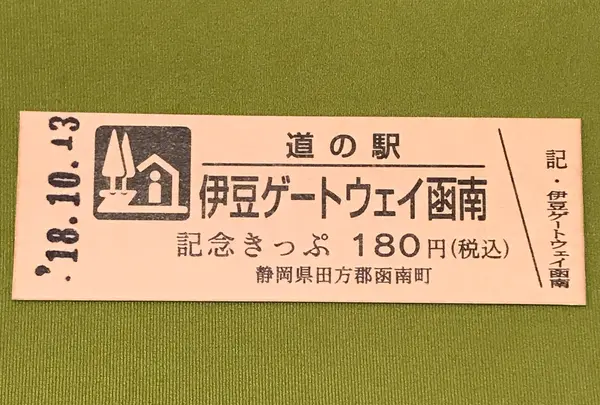 '18.10.13
道の駅
伊豆ゲートウェイ函南
記念きっぷ 180円(税込)
静岡県田方郡函南町
記・伊豆ゲートウェイ函南